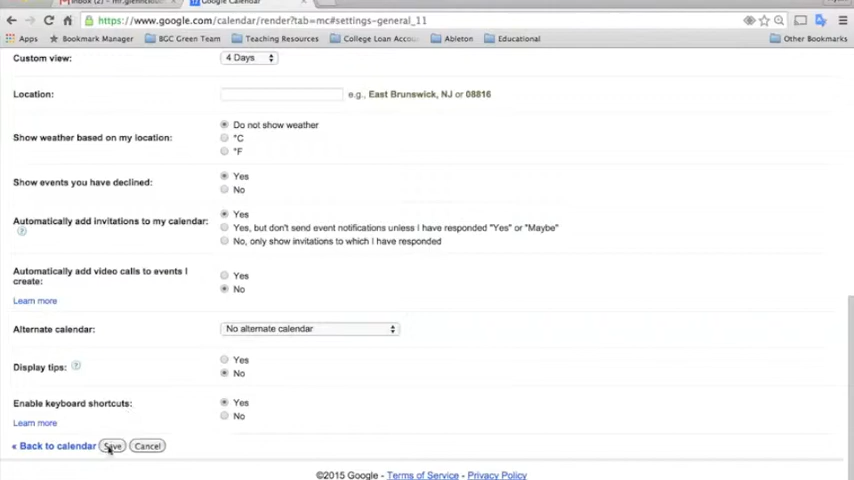 Inbox (2) - mr.glennclouse
Google Calendar
https://www.google.com/calendar/render?tab=mc#settings-general_11
Apps Bookmark Manager BGC Green Team Teaching Resources College Loan Accou Ableton Educational Other Bookmarks
Custom view: 4 Days
Location: e.g., East Brunswick, NJ or 08816
Do not show weather
Show weather based on my location: °C
°F
Show events you have declined: Yes
No
Automatically add invitations to my calendar: Yes
? Yes, but don't send event notifications unless I have responded "Yes" or "Maybe"
No, only show invitations to which I have responded
Automatically add video calls to events I create: Yes
No
Learn more
Alternate calendar: No alternate calendar
Display tips: ? Yes
No
Enable keyboard shortcuts: Yes
No
Learn more
« Back to calendar Save Cancel
©2015 Google - Terms of Service - Privacy Policy